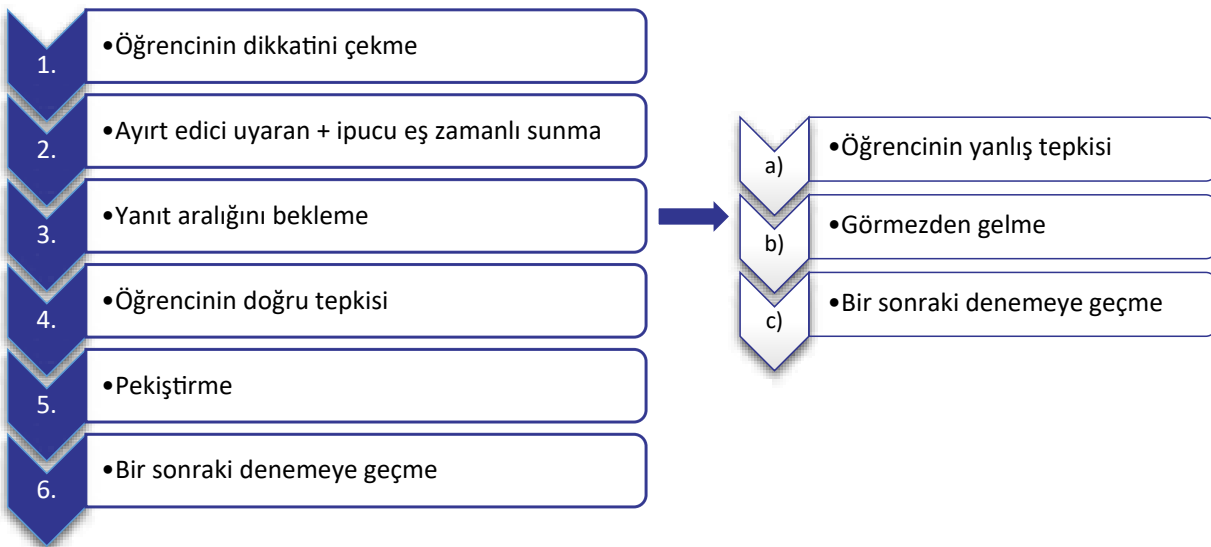 1.
•Öğrencinin dikkatini çekme
2.
•Ayırt edici uyaran + ipucu eş zamanlı sunma
3.
•Yanıt aralığını bekleme
4.
•Öğrencinin doğru tepkisi
5.
•Pekiştirme
6.
•Bir sonraki denemeye geçme
a)
•Öğrencinin yanlış tepkisi
b)
•Görmezden gelme
c)
•Bir sonraki denemeye geçme